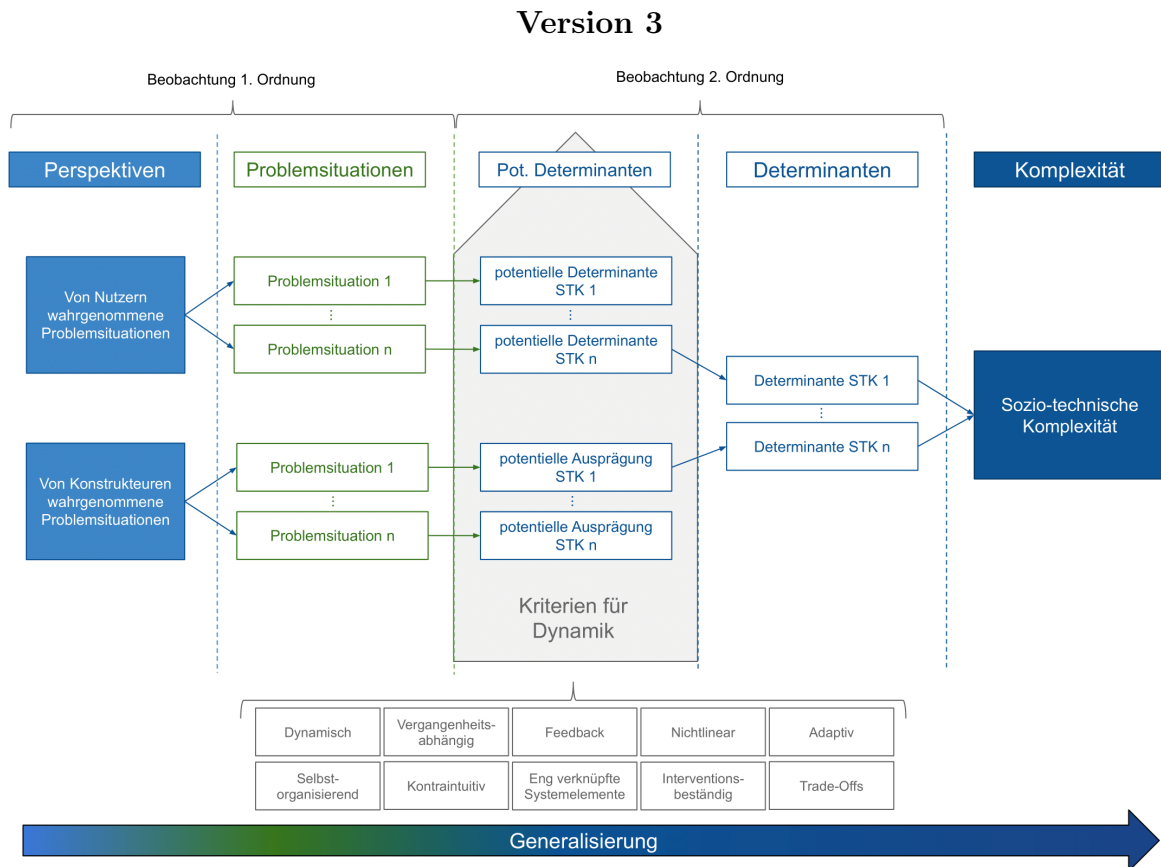 Version 3
Beobachtung 1. Ordnung
Beobachtung 2. Ordnung
Perspektiven
Problemsituationen
Pot. Determinanten
Determinanten
Komplexität
Von Nutzern
wahrgenommene
Problemsituationen
Problemsituation 1
Problemsituation n
potentielle Determinante
STK 1
potentielle Determinante
STK n
Von Konstrukteuren
wahrgenommene
Problemsituationen
Problemsituation 1
Problemsituation n
potentielle Ausprägung
STK 1
potentielle Ausprägung
STK n
Determinante STK 1
Determinante STK n
Sozio-technische
Komplexität
Kriterien für
Dynamik
Dynamisch
Vergangenheits-
abhängig
Feedback
Nichtlinear
Adaptiv
Selbst-
organisierend
Kontraintuitiv
Eng verknüpfte
Systemelemente
Interventions-
beständig
Trade-Offs
Generalisierung